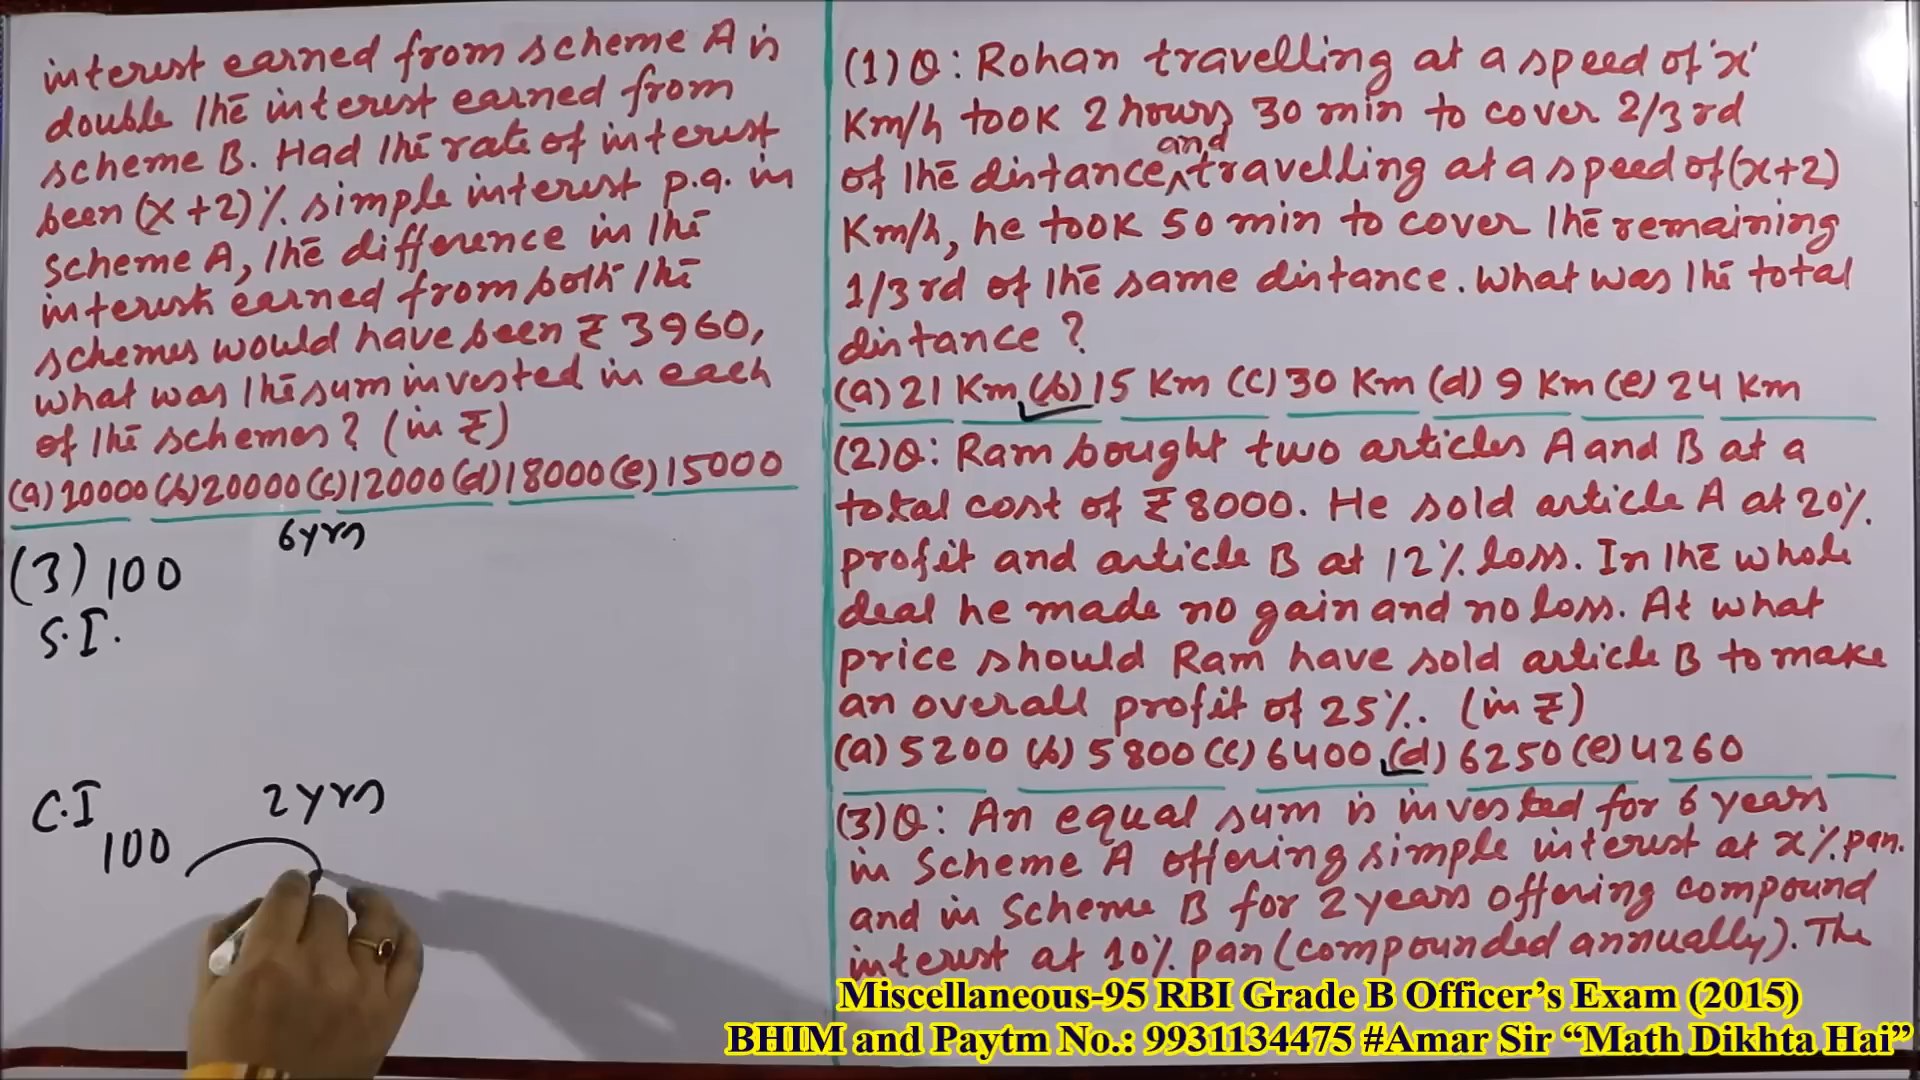 interest earned from scheme A is
double the interest earned from
scheme B. Had the rate of interest
been (x+2)% simple interest p.a. in
scheme A, the difference in the
interest earned from both the
schemes would have been ₹ 3960,
what was the sum invested in each
of the schemes? (in ₹)
(a) 10000 (b) 20000 (c) 12000 (d) 18000 (e) 15000
6yrs
(3) 100
S.I.
C.I 2yrs
100
(1) Q: Rohan travelling at a speed of 'x'
Km/h took 2 hours 30 min to cover 2/3rd
and
of the distance ^ travelling at a speed of (x+2)
Km/h, he took 50 min to cover the remaining
1/3rd of the same distance. What was the total
distance?
(a) 21 Km (b) 15 Km (c) 30 Km (d) 9 Km (e) 24 Km
(2) Q: Ram bought two articles A and B at a
total cost of ₹ 8000. He sold article A at 20%
profit and article B at 12% loss. In the whole
deal he made no gain and no loss. At what
price should Ram have sold article B to make
an overall profit of 25%. (in ₹)
(a) 5200 (b) 5800 (c) 6400 (d) 6250 (e) 4260
(3) Q: An equal sum is invested for 6 years
in Scheme A offering simple interest at x% pan.
and in Scheme B for 2 years offering compound
interest at 10% pan (compounded annually). The
Miscellaneous-95 RBI Grade B Officer's Exam (2015)
BHIM and Paytm No.: 9931134475 #Amar Sir "Math Dikhta Hai"